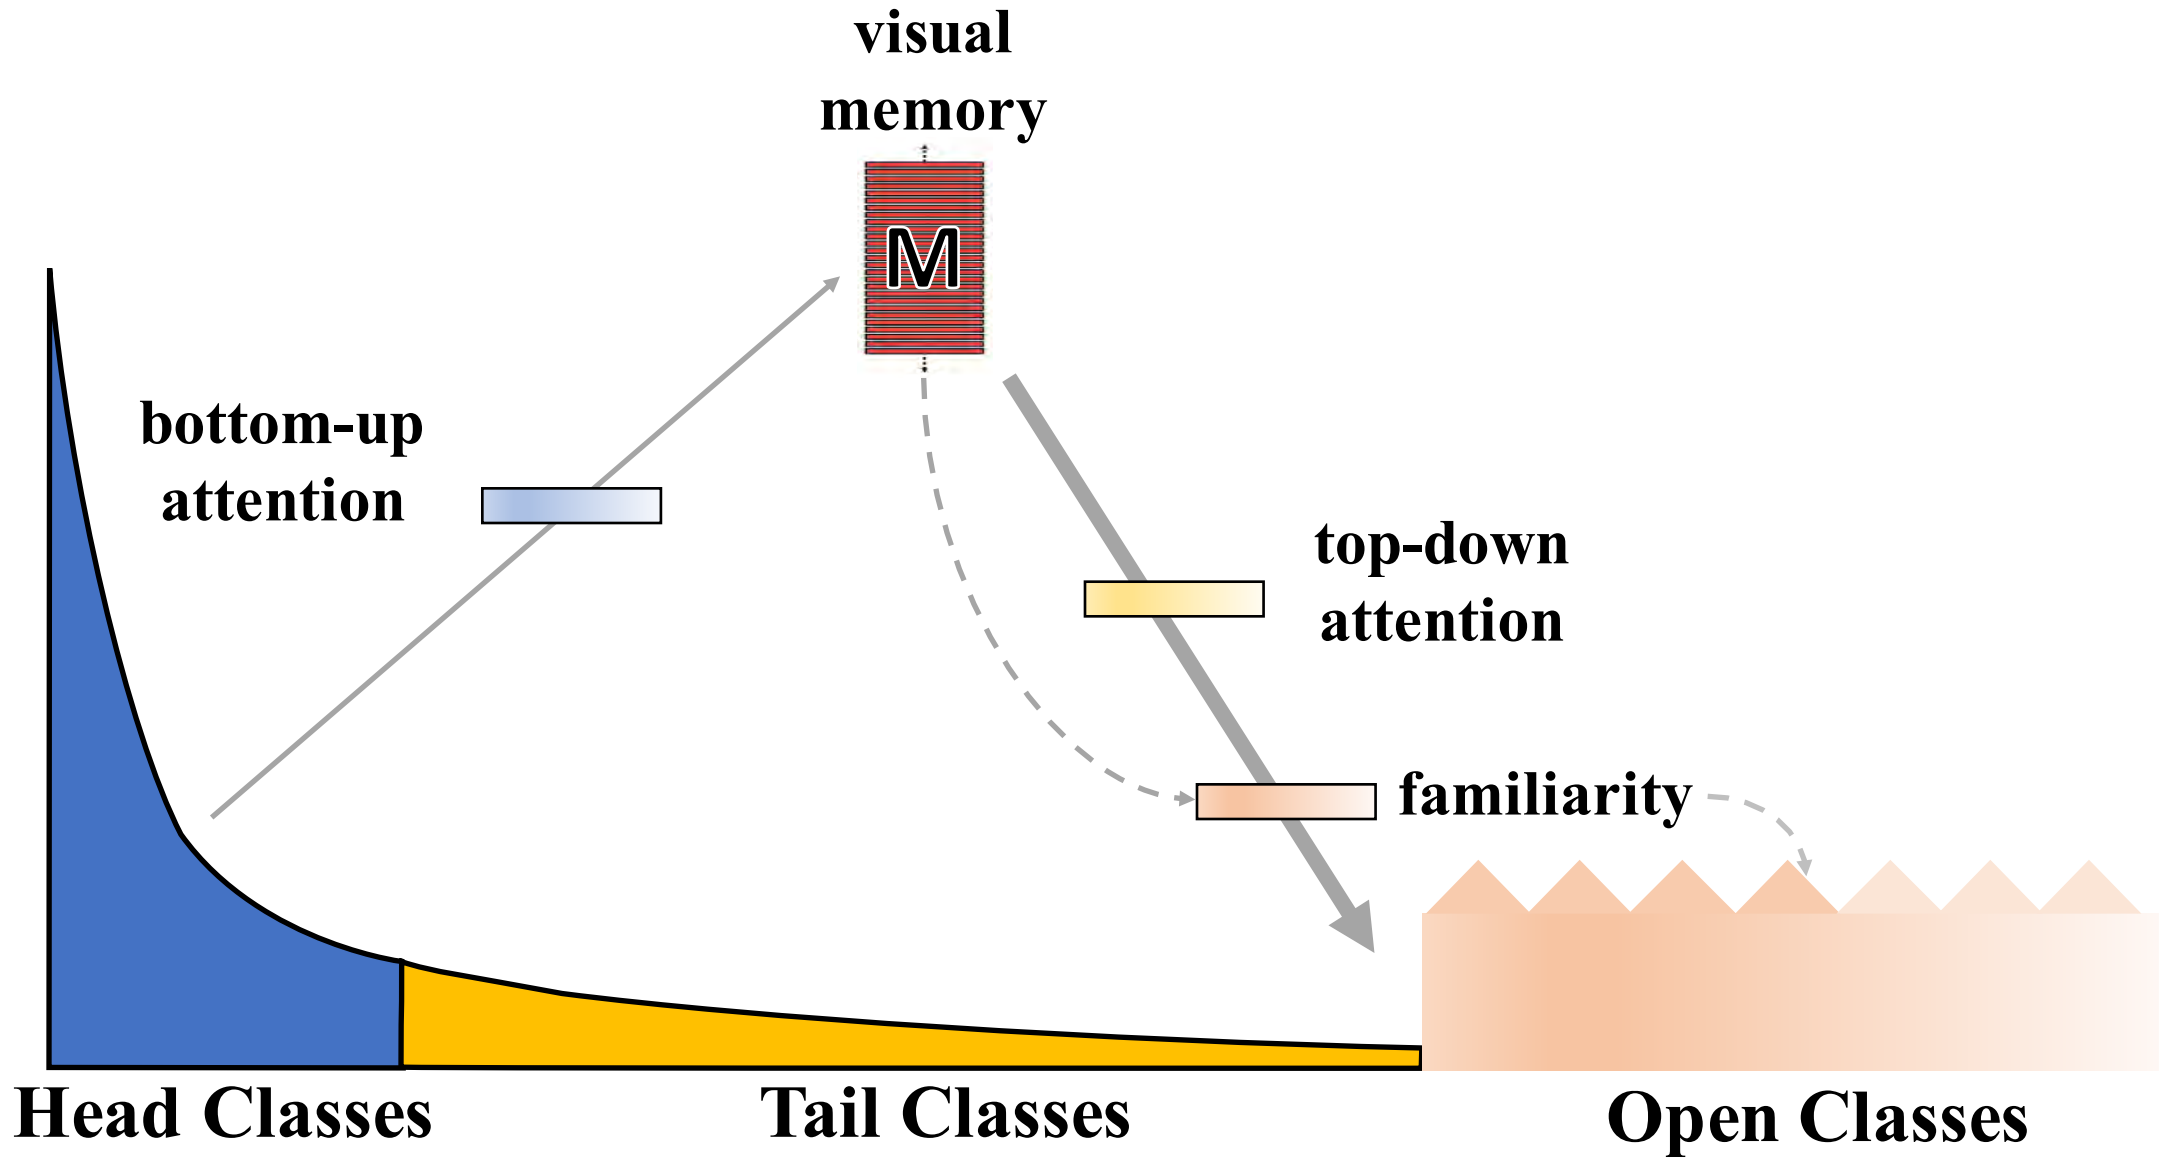 visual
memory
M
bottom-up
attention
top-down
attention
familiarity
Head Classes
Tail Classes
Open Classes